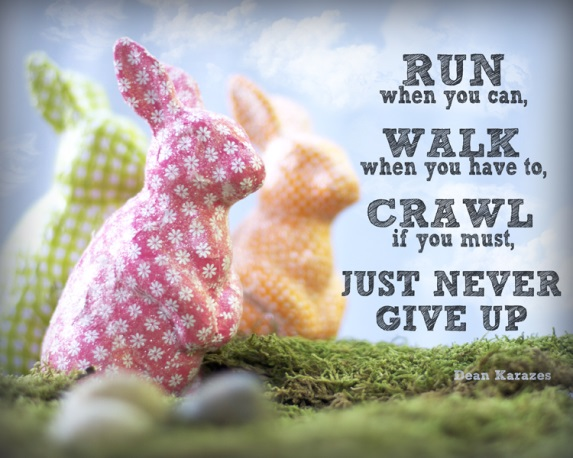 RUN
when you can,
WALK
when you have to,
CRAWL
if you must,
JUST NEVER
GIVE UP
Dean Karazes